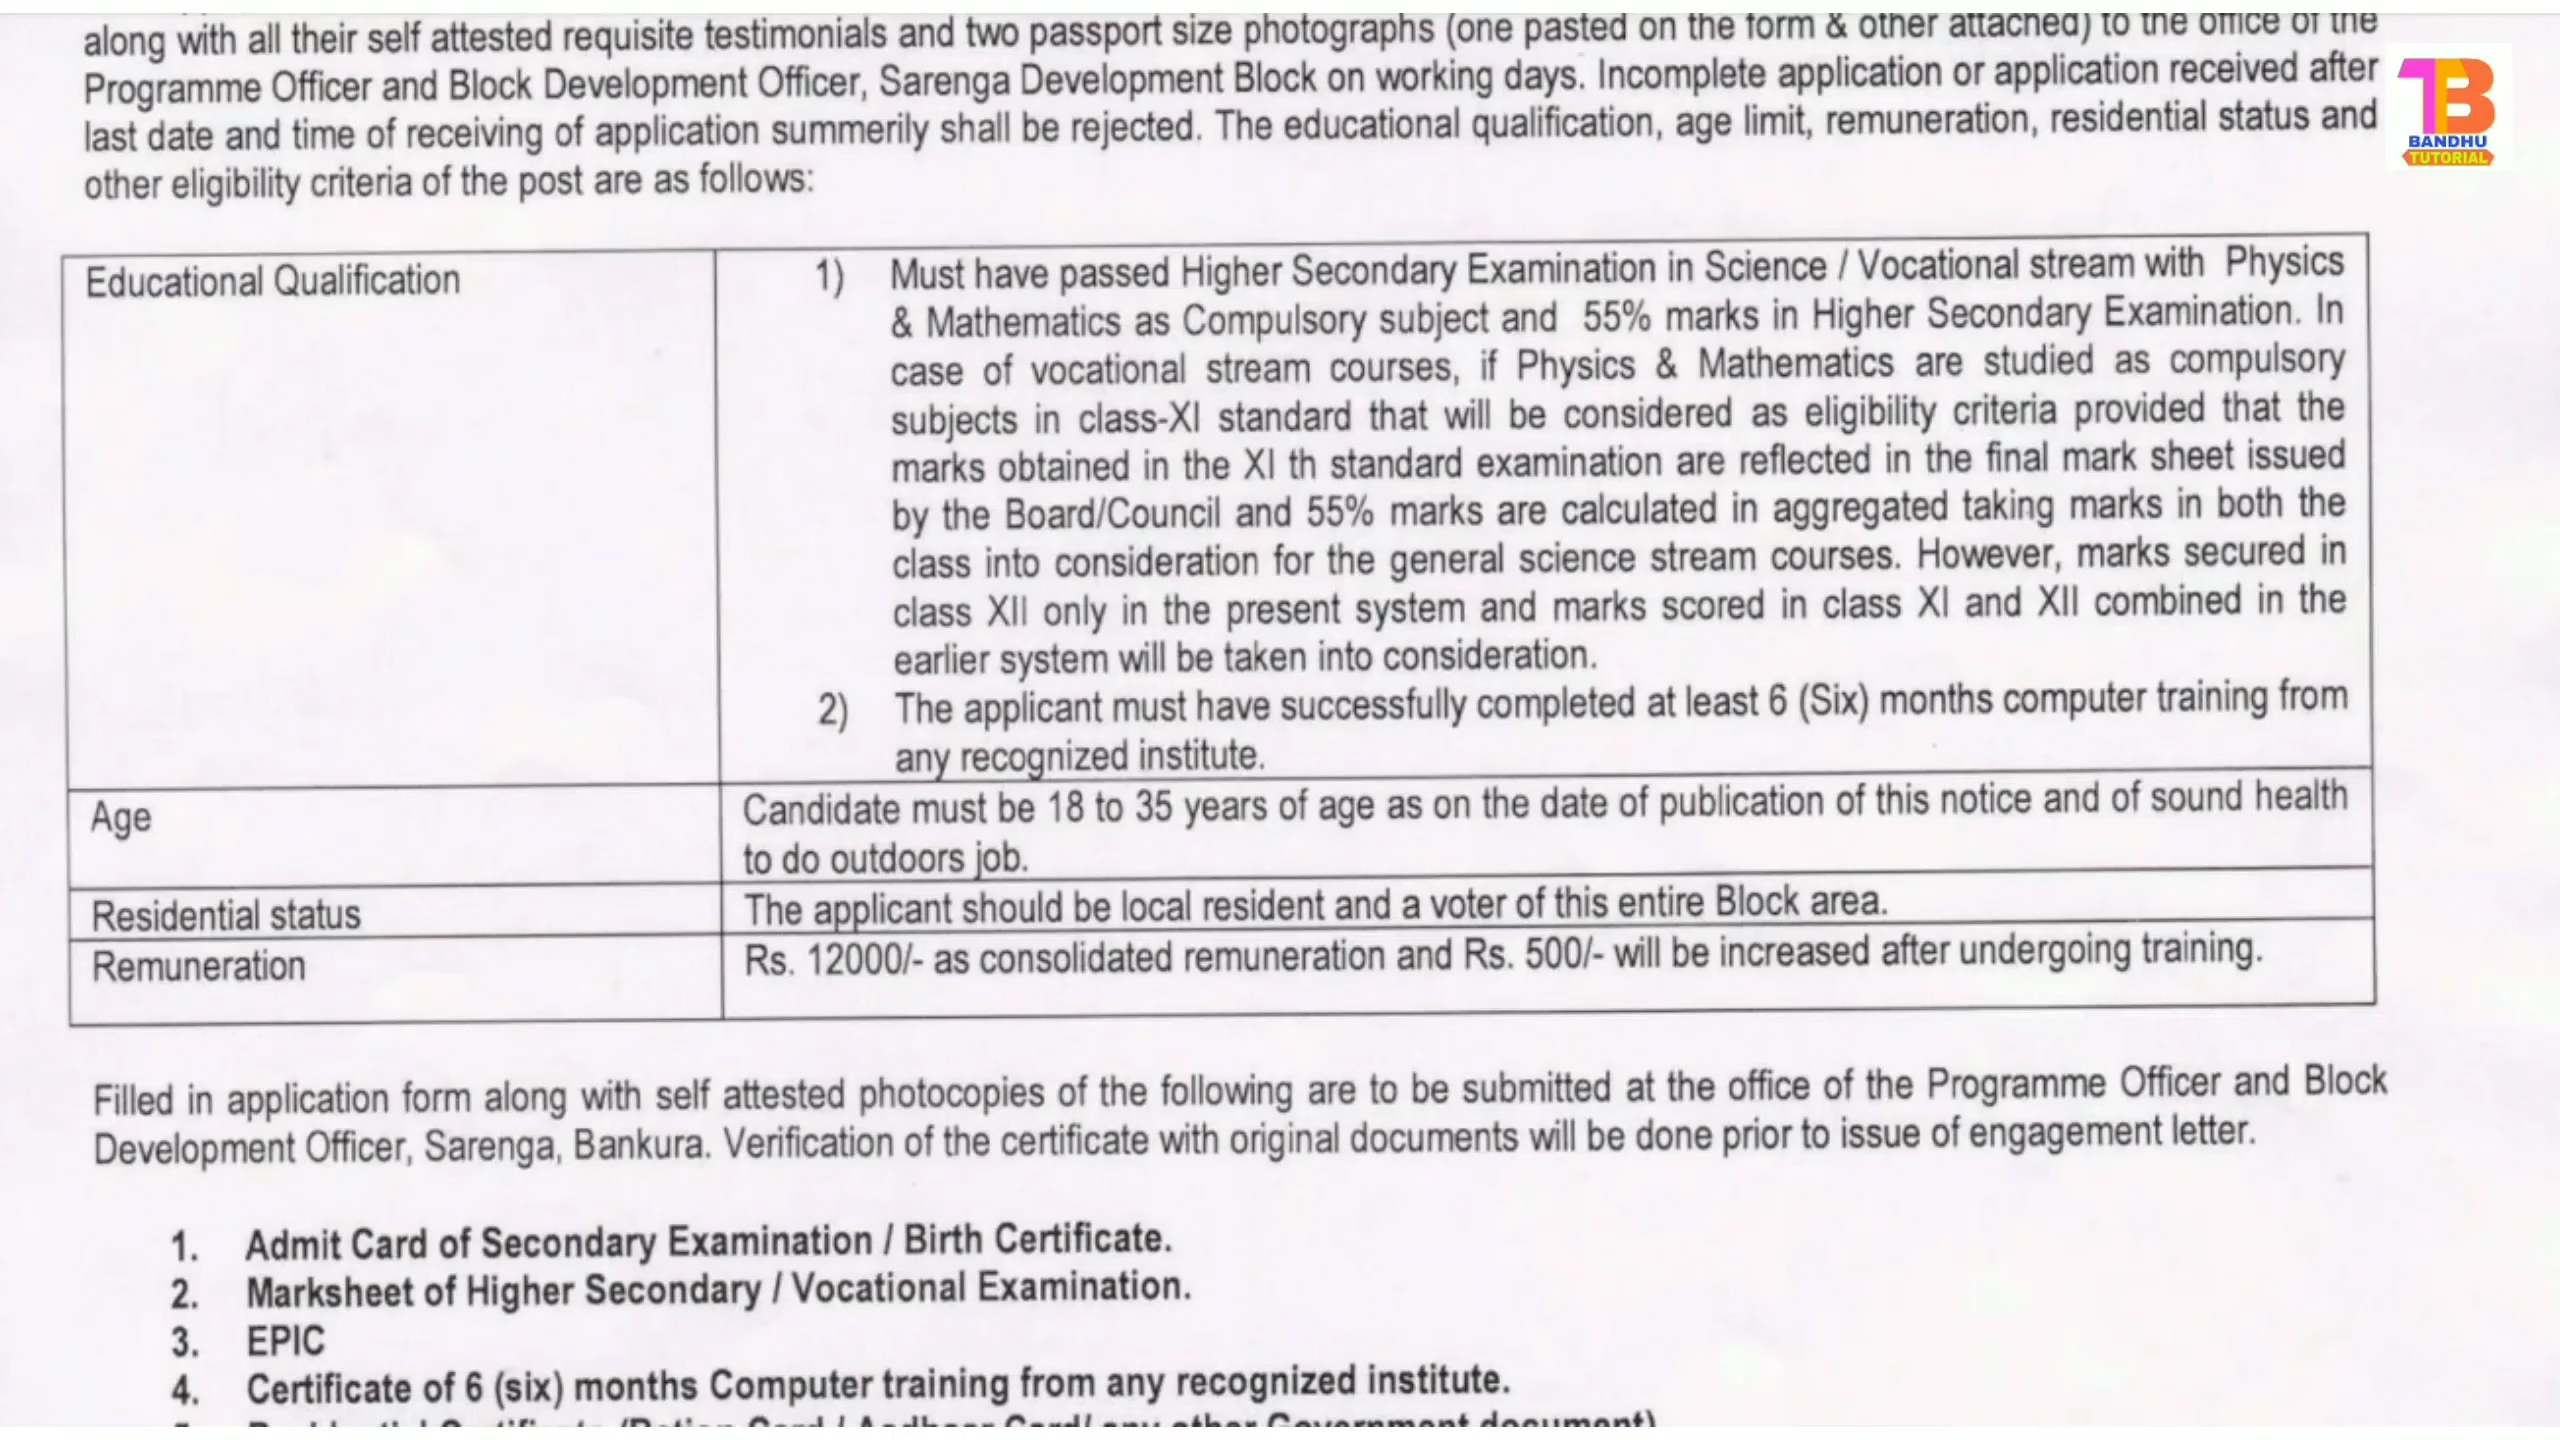 along with all their self attested requisite testimonials and two passport size photographs (one pasted on the form & other attached) to the office of the
Programme Officer and Block Development Officer, Sarenga Development Block on working days. Incomplete application or application received after
last date and time of receiving of application summerily shall be rejected. The educational qualification, age limit, remuneration, residential status and
other eligibility criteria of the post are as follows:
BANDHU
TUTORIAL
Educational Qualification
1) Must have passed Higher Secondary Examination in Science / Vocational stream with Physics
& Mathematics as Compulsory subject and 55% marks in Higher Secondary Examination. In
case of vocational stream courses, if Physics & Mathematics are studied as compulsory
subjects in class-XI standard that will be considered as eligibility criteria provided that the
marks obtained in the XI th standard examination are reflected in the final mark sheet issued
by the Board/Council and 55% marks are calculated in aggregated taking marks in both the
class into consideration for the general science stream courses. However, marks secured in
class XII only in the present system and marks scored in class XI and XII combined in the
earlier system will be taken into consideration.
2) The applicant must have successfully completed at least 6 (Six) months computer training from
any recognized institute.
Age
Candidate must be 18 to 35 years of age as on the date of publication of this notice and of sound health
to do outdoors job.
Residential status
The applicant should be local resident and a voter of this entire Block area.
Remuneration
Rs. 12000/- as consolidated remuneration and Rs. 500/- will be increased after undergoing training.
Filled in application form along with self attested photocopies of the following are to be submitted at the office of the Programme Officer and Block
Development Officer, Sarenga, Bankura. Verification of the certificate with original documents will be done prior to issue of engagement letter.
1. Admit Card of Secondary Examination / Birth Certificate.
2. Marksheet of Higher Secondary / Vocational Examination.
3. EPIC
4. Certificate of 6 (six) months Computer training from any recognized institute.
5. Residential Certificate (Ration Card / Aadhaar Card/ any other Government document)